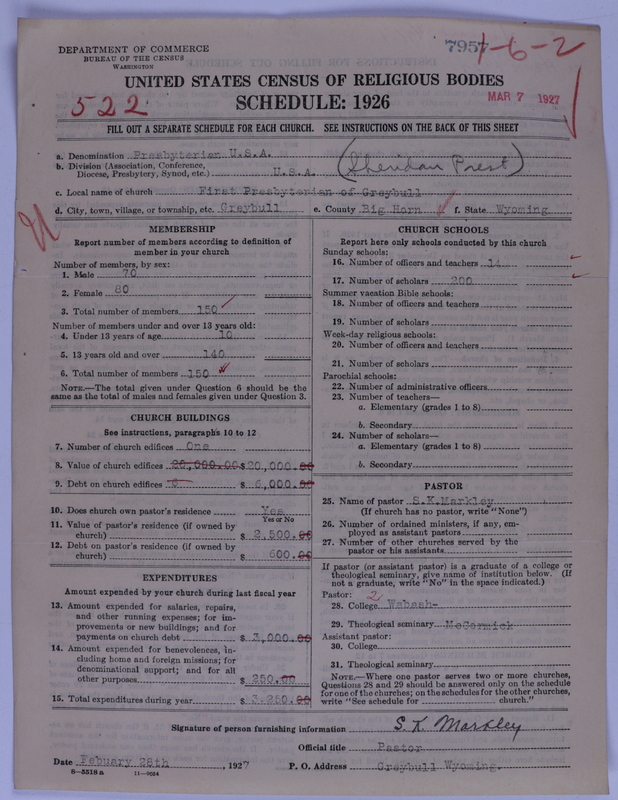 DEPARTMENT OF COMMERCE
BUREAU OF THE CENSUS
WASHINGTON
7957
1-6-2
UNITED STATES CENSUS OF RELIGIOUS BODIES
522
SCHEDULE: 1926
MAR 7 1927
FILL OUT A SEPARATE SCHEDULE FOR EACH CHURCH. SEE INSTRUCTIONS ON THE BACK OF THIS SHEET
a. Denomination Presbyterian U.S.A.
(Sheridan Presb)
b. Division (Association, Conference,
Diocese, Presbytery, Synod, etc.) U.S.A.
c. Local name of church First Presbyterian of Greybull
d. City, town, village, or township, etc. Greybull e. County Big Horn f. State Wyoming
MEMBERSHIP
Report number of members according to definition of
member in your church
Number of members, by sex:
1. Male 70
2. Female 80
3. Total number of members 150
Number of members under and over 13 years old:
4. Under 13 years of age 10
5. 13 years old and over 140
6. Total number of members 150
NOTE.—The total given under Question 6 should be the
same as the total of males and females given under Question 3.
CHURCH BUILDINGS
See instructions, paragraphs 10 to 12
7. Number of church edifices One
8. Value of church edifices 20,000.00 $20,000.00
9. Debt on church edifices 6 $ 6,000.00
10. Does church own pastor's residence Yes
Yes or No
11. Value of pastor's residence (if owned by
church) $ 2,500.00
12. Debt on pastor's residence (if owned by
church) $ 600.00
EXPENDITURES
Amount expended by your church during last fiscal year
13. Amount expended for salaries, repairs,
and other running expenses; for im-
provements or new buildings; and for
payments on church debt $ 3,000.00
14. Amount expended for benevolences, in-
cluding home and foreign missions; for
denominational support; and for all
other purposes $ 250.00
15. Total expenditures during year $ 3,250.00
CHURCH SCHOOLS
Report here only schools conducted by this church
Sunday schools:
16. Number of officers and teachers 14
17. Number of scholars 200
Summer vacation Bible schools:
18. Number of officers and teachers
19. Number of scholars
Week-day religious schools:
20. Number of officers and teachers
21. Number of scholars
Parochial schools:
22. Number of administrative officers
23. Number of teachers—
a. Elementary (grades 1 to 8)
b. Secondary
24. Number of scholars—
a. Elementary (grades 1 to 8)
b. Secondary
PASTOR
25. Name of pastor S.K.Markley
(If church has no pastor, write "None")
26. Number of ordained ministers, if any, em-
ployed as assistant pastors
27. Number of other churches served by the
pastor or his assistants
If pastor (or assistant pastor) is a graduate of a college or
theological seminary, give name of institution below. (If
not a graduate, write "No" in the space indicated.)
Pastor: 2
28. College Wabash-
29. Theological seminary McCormick
Assistant pastor:
30. College
31. Theological seminary
NOTE.—Where one pastor serves two or more churches,
Questions 28 and 29 should be answered only on the schedule
for one of the churches; on the schedules for the other churches,
write "See schedule for church."
Signature of person furnishing information S. K. Markley
Official title Pastor
Date Febuary 28th, 1927 P. O. Address Greybull Wyoming.
8-5518 a 11-9524